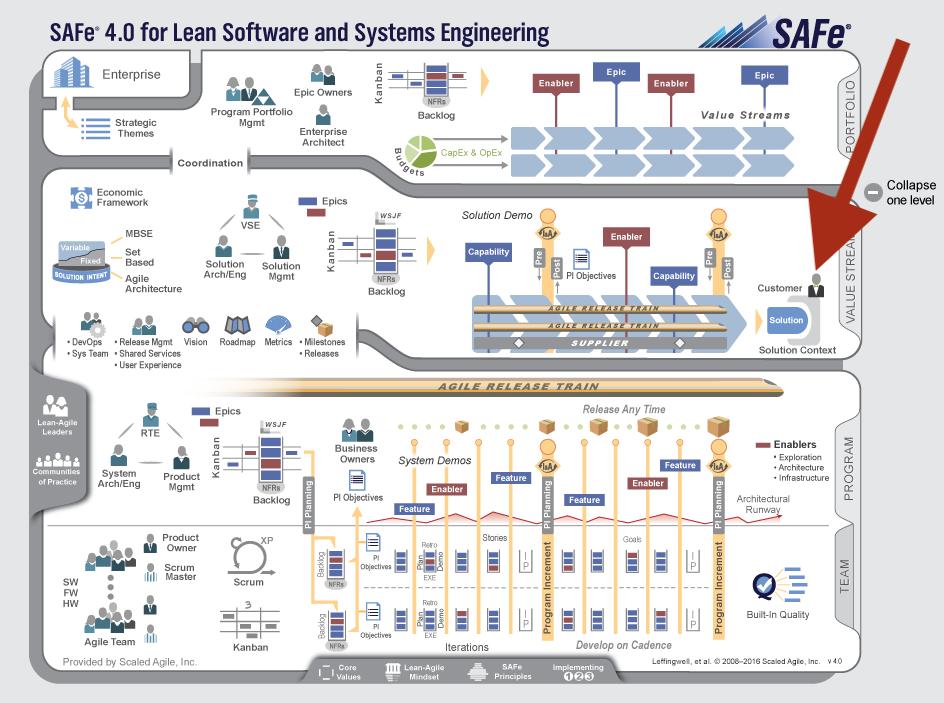 SAFe® 4.0 for Lean Software and Systems Engineering
SAFe®
Enterprise
Strategic
Themes
Program Portfolio
Mgmt
Epic Owners
Enterprise
Architect
Kanban
NFRs
Backlog
Budgets
CapEx & OpEx
Enabler
Epic
Enabler
Epic
Value Streams
PORTFOLIO
Coordination
Collapse
one level
Economic
Framework
Variable
Fixed
SOLUTION INTENT
MBSE
Set
Based
Agile
Architecture
VSE
Solution
Arch/Eng
Solution
Mgmt
Epics
Kanban
WSJF
NFRs
Backlog
Solution Demo
I&A
I&A
Capability
Pre
Post
PI Objectives
Enabler
Capability
Pre
Post
AGILE RELEASE TRAIN
AGILE RELEASE TRAIN
SUPPLIER
Customer
Solution
Solution Context
VALUE STREAM
• DevOps
• Sys Team
• Release Mgmt
• Shared Services
• User Experience
Vision
Roadmap
Metrics
• Milestones
• Releases
AGILE RELEASE TRAIN
Lean-Agile
Leaders
Communities
of Practice
RTE
System
Arch/Eng
Product
Mgmt
Epics
Kanban
WSJF
NFRs
Backlog
PI Planning
Business
Owners
PI Objectives
Release Any Time
System Demos
I&A
I&A
Feature
Enabler
Feature
Feature
Enabler
Feature
PI Planning
PI Planning
Enablers
• Exploration
• Architecture
• Infrastructure
Architectural
Runway
PROGRAM
Product
Owner
Scrum
Master
SW
FW
HW
Agile Team
XP
Scrum
3
Kanban
Backlog
NFRs
PI
Objectives
Plan
Retro
EXE
Demo
Stories
IP
Goals
IP
Program Increment
Program Increment
Backlog
NFRs
PI
Objectives
Plan
Retro
EXE
Demo
IP
IP
Iterations
Develop on Cadence
Built-In Quality
TEAM
Provided by Scaled Agile, Inc.
Leffingwell, et al. © 2008–2016 Scaled Agile, Inc.
v 4.0
Core
Values
Lean-Agile
Mindset
SAFe
Principles
Implementing
123